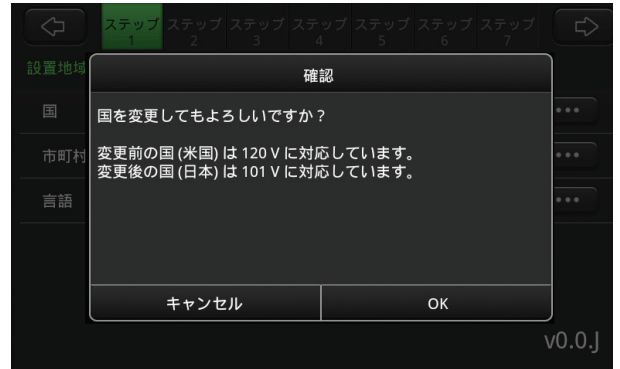 ステップ 1
ステップ 2
ステップ 3
ステップ 4
ステップ 5
ステップ 6
ステップ 7
設置地域
確認
国
市町村
言語
国を変更してもよろしいですか？
変更前の国 (米国) は 120 V に対応しています。
変更後の国 (日本) は 101 V に対応しています。
キャンセル
OK
v0.0.J